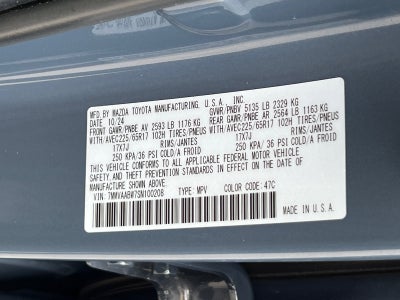 MFD. BY MAZDA TOYOTA MANUFACTURING, U.S.A., INC.
DATE: 10/24 GVWR/PNBV 5135 LB 2329 KG
FRONT GAWR/PNBE AV 2593 LB 1176 KG REAR GAWR/PNBE AR 2564 LB 1163 KG
WITH/AVEC225/65R17 102H TIRES/PNEUS WITH/AVEC225/65R17 102H TIRES/PNEUS
17X7J RIMS/JANTES 17X7J RIMS/JANTES
250 KPA/36 PSI COLD/A FROID 250 KPA/36 PSI COLD/A FROID
THIS VEHICLE CONFORMS TO ALL APPLICABLE FEDERAL MOTOR VEHICLE
SAFETY AND THEFT PREVENTION STANDARDS IN EFFECT ON THE DATE OF
MANUFACTURE SHOWN ABOVE.
VIN: 7MMVAABW7SN100208 TYPE: MPV COLOR CODE: 47C
MADE IN U.S.A.